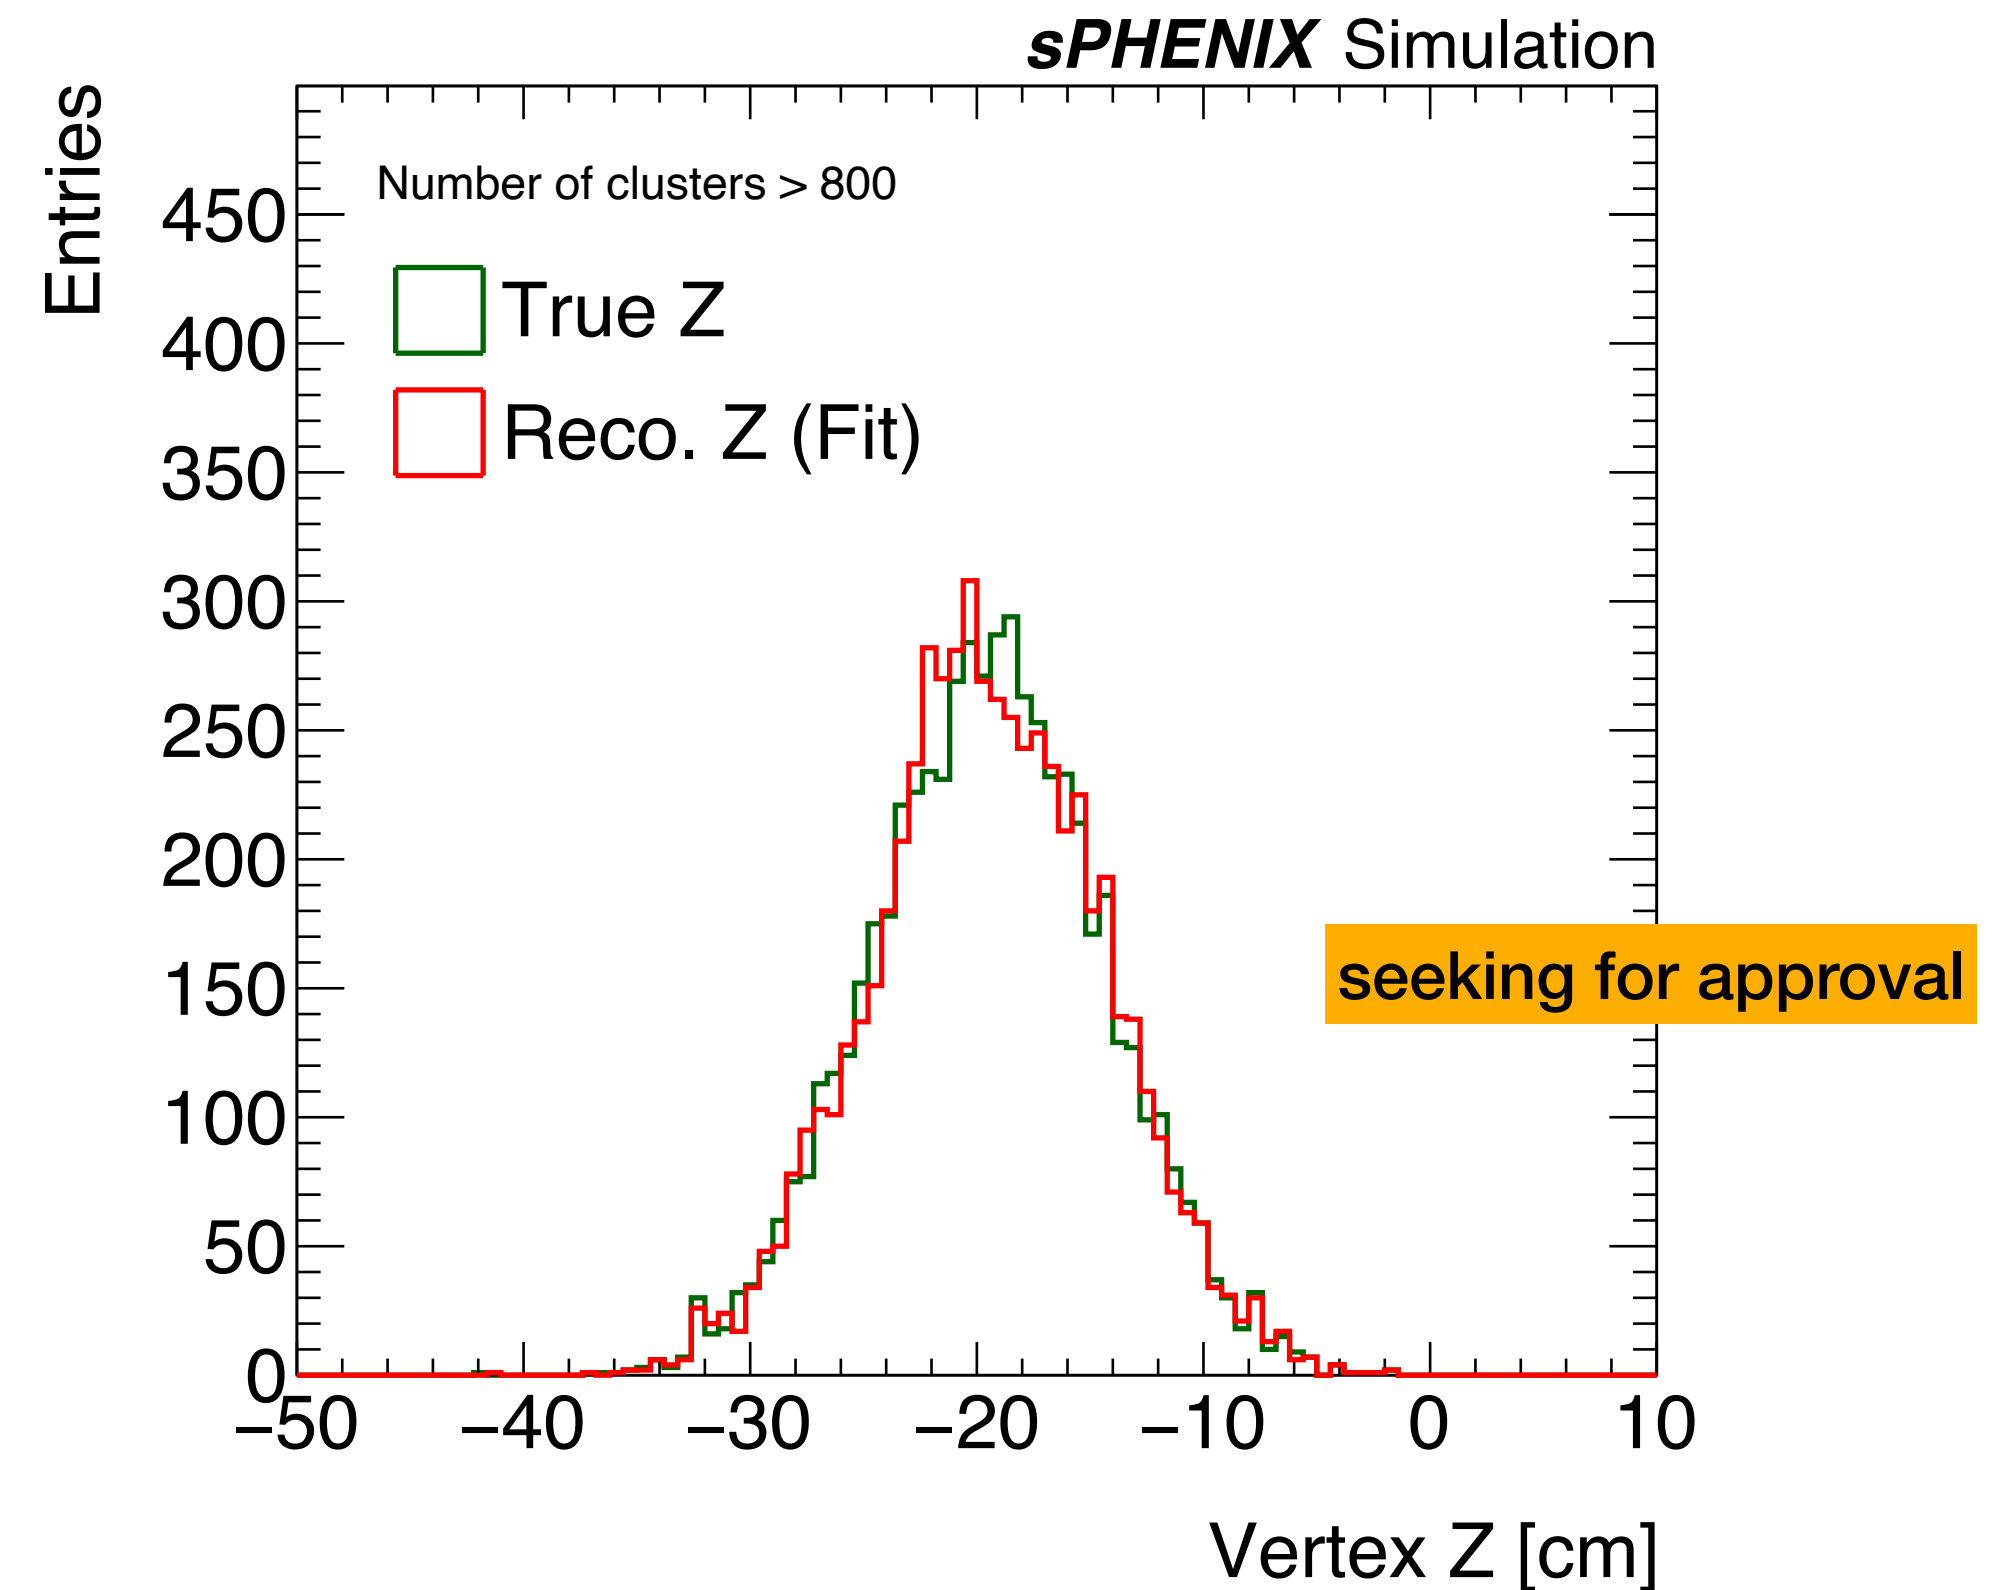 sPHENIX Simulation
Entries
Number of clusters > 800
True Z
Reco. Z (Fit)
450
400
350
300
250
200
150
100
50
0
seeking for approval
−50 −40 −30 −20 −10 0 10
Vertex Z [cm]